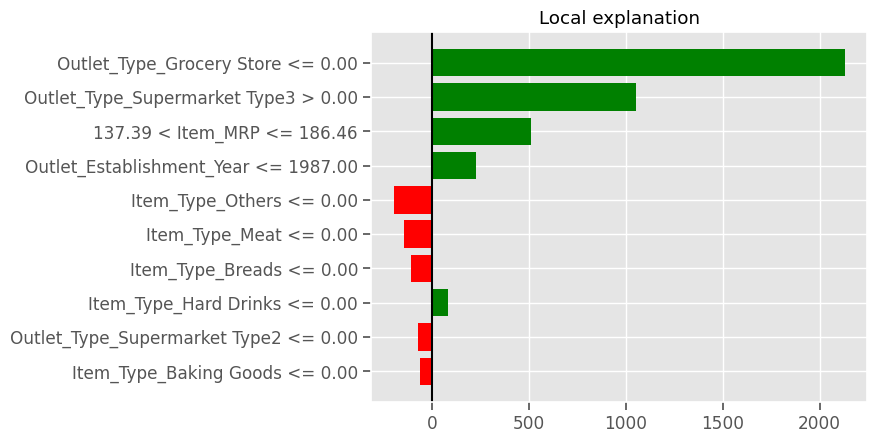 Local explanation
Outlet_Type_Grocery Store <= 0.00
Outlet_Type_Supermarket Type3 > 0.00
137.39 < Item_MRP <= 186.46
Outlet_Establishment_Year <= 1987.00
Item_Type_Others <= 0.00
Item_Type_Meat <= 0.00
Item_Type_Breads <= 0.00
Item_Type_Hard Drinks <= 0.00
Outlet_Type_Supermarket Type2 <= 0.00
Item_Type_Baking Goods <= 0.00
0 500 1000 1500 2000